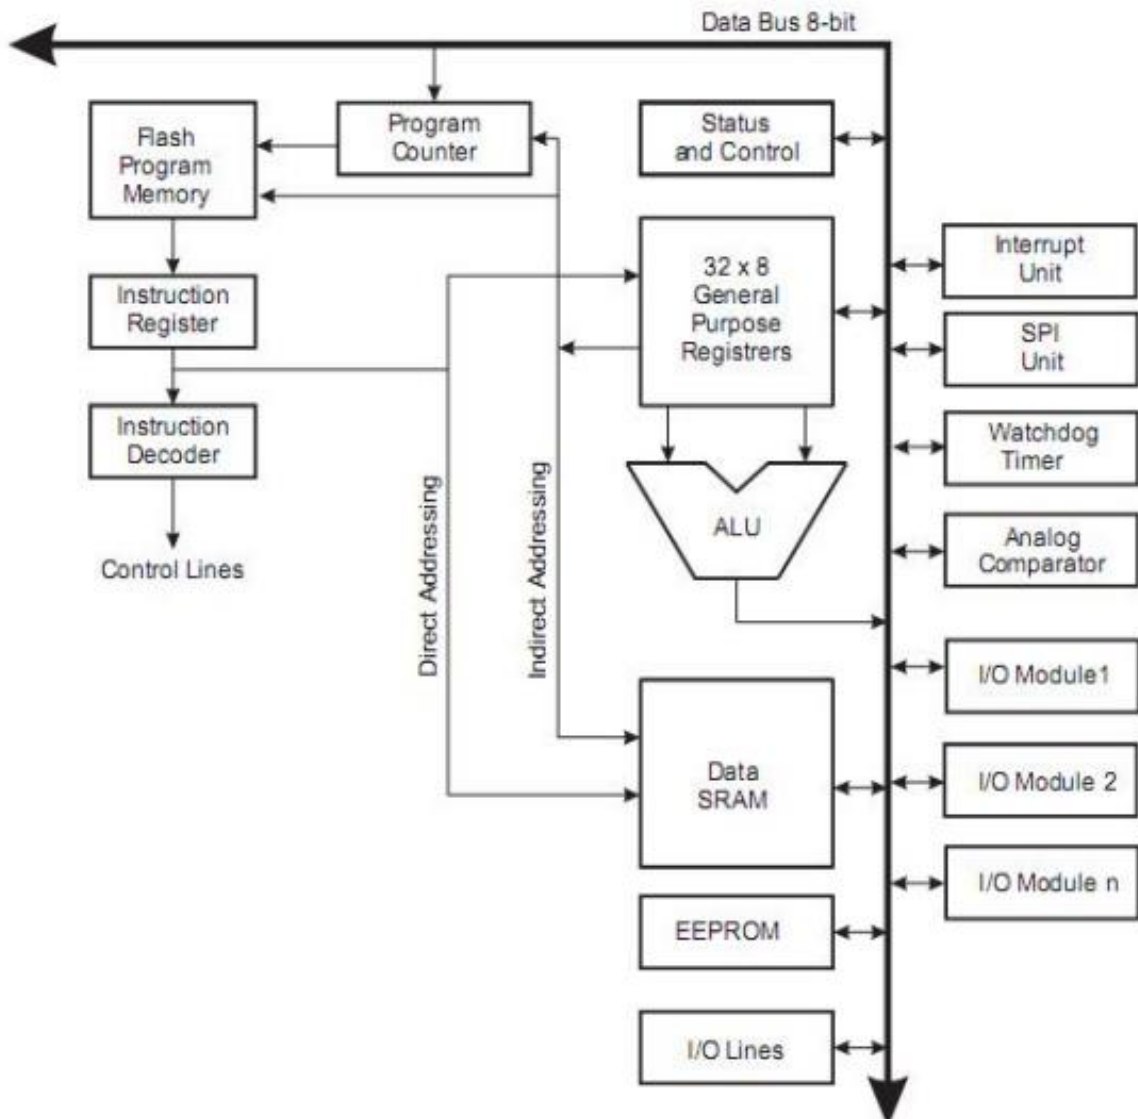 Data Bus 8-bit
Flash
Program
Memory
Program
Counter
Status
and Control
Instruction
Register
32 x 8
General
Purpose
Registrers
Interrupt
Unit
SPI
Unit
Instruction
Decoder
Watchdog
Timer
Control Lines
Direct Addressing
Indirect Addressing
ALU
Analog
Comparator
I/O Module1
Data
SRAM
I/O Module 2
I/O Module n
EEPROM
I/O Lines